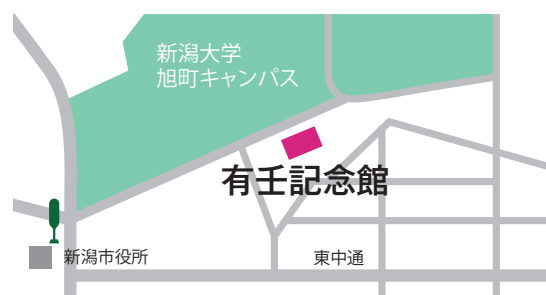 新潟大学
旭町キャンパス
有壬記念館
新潟市役所
東中通